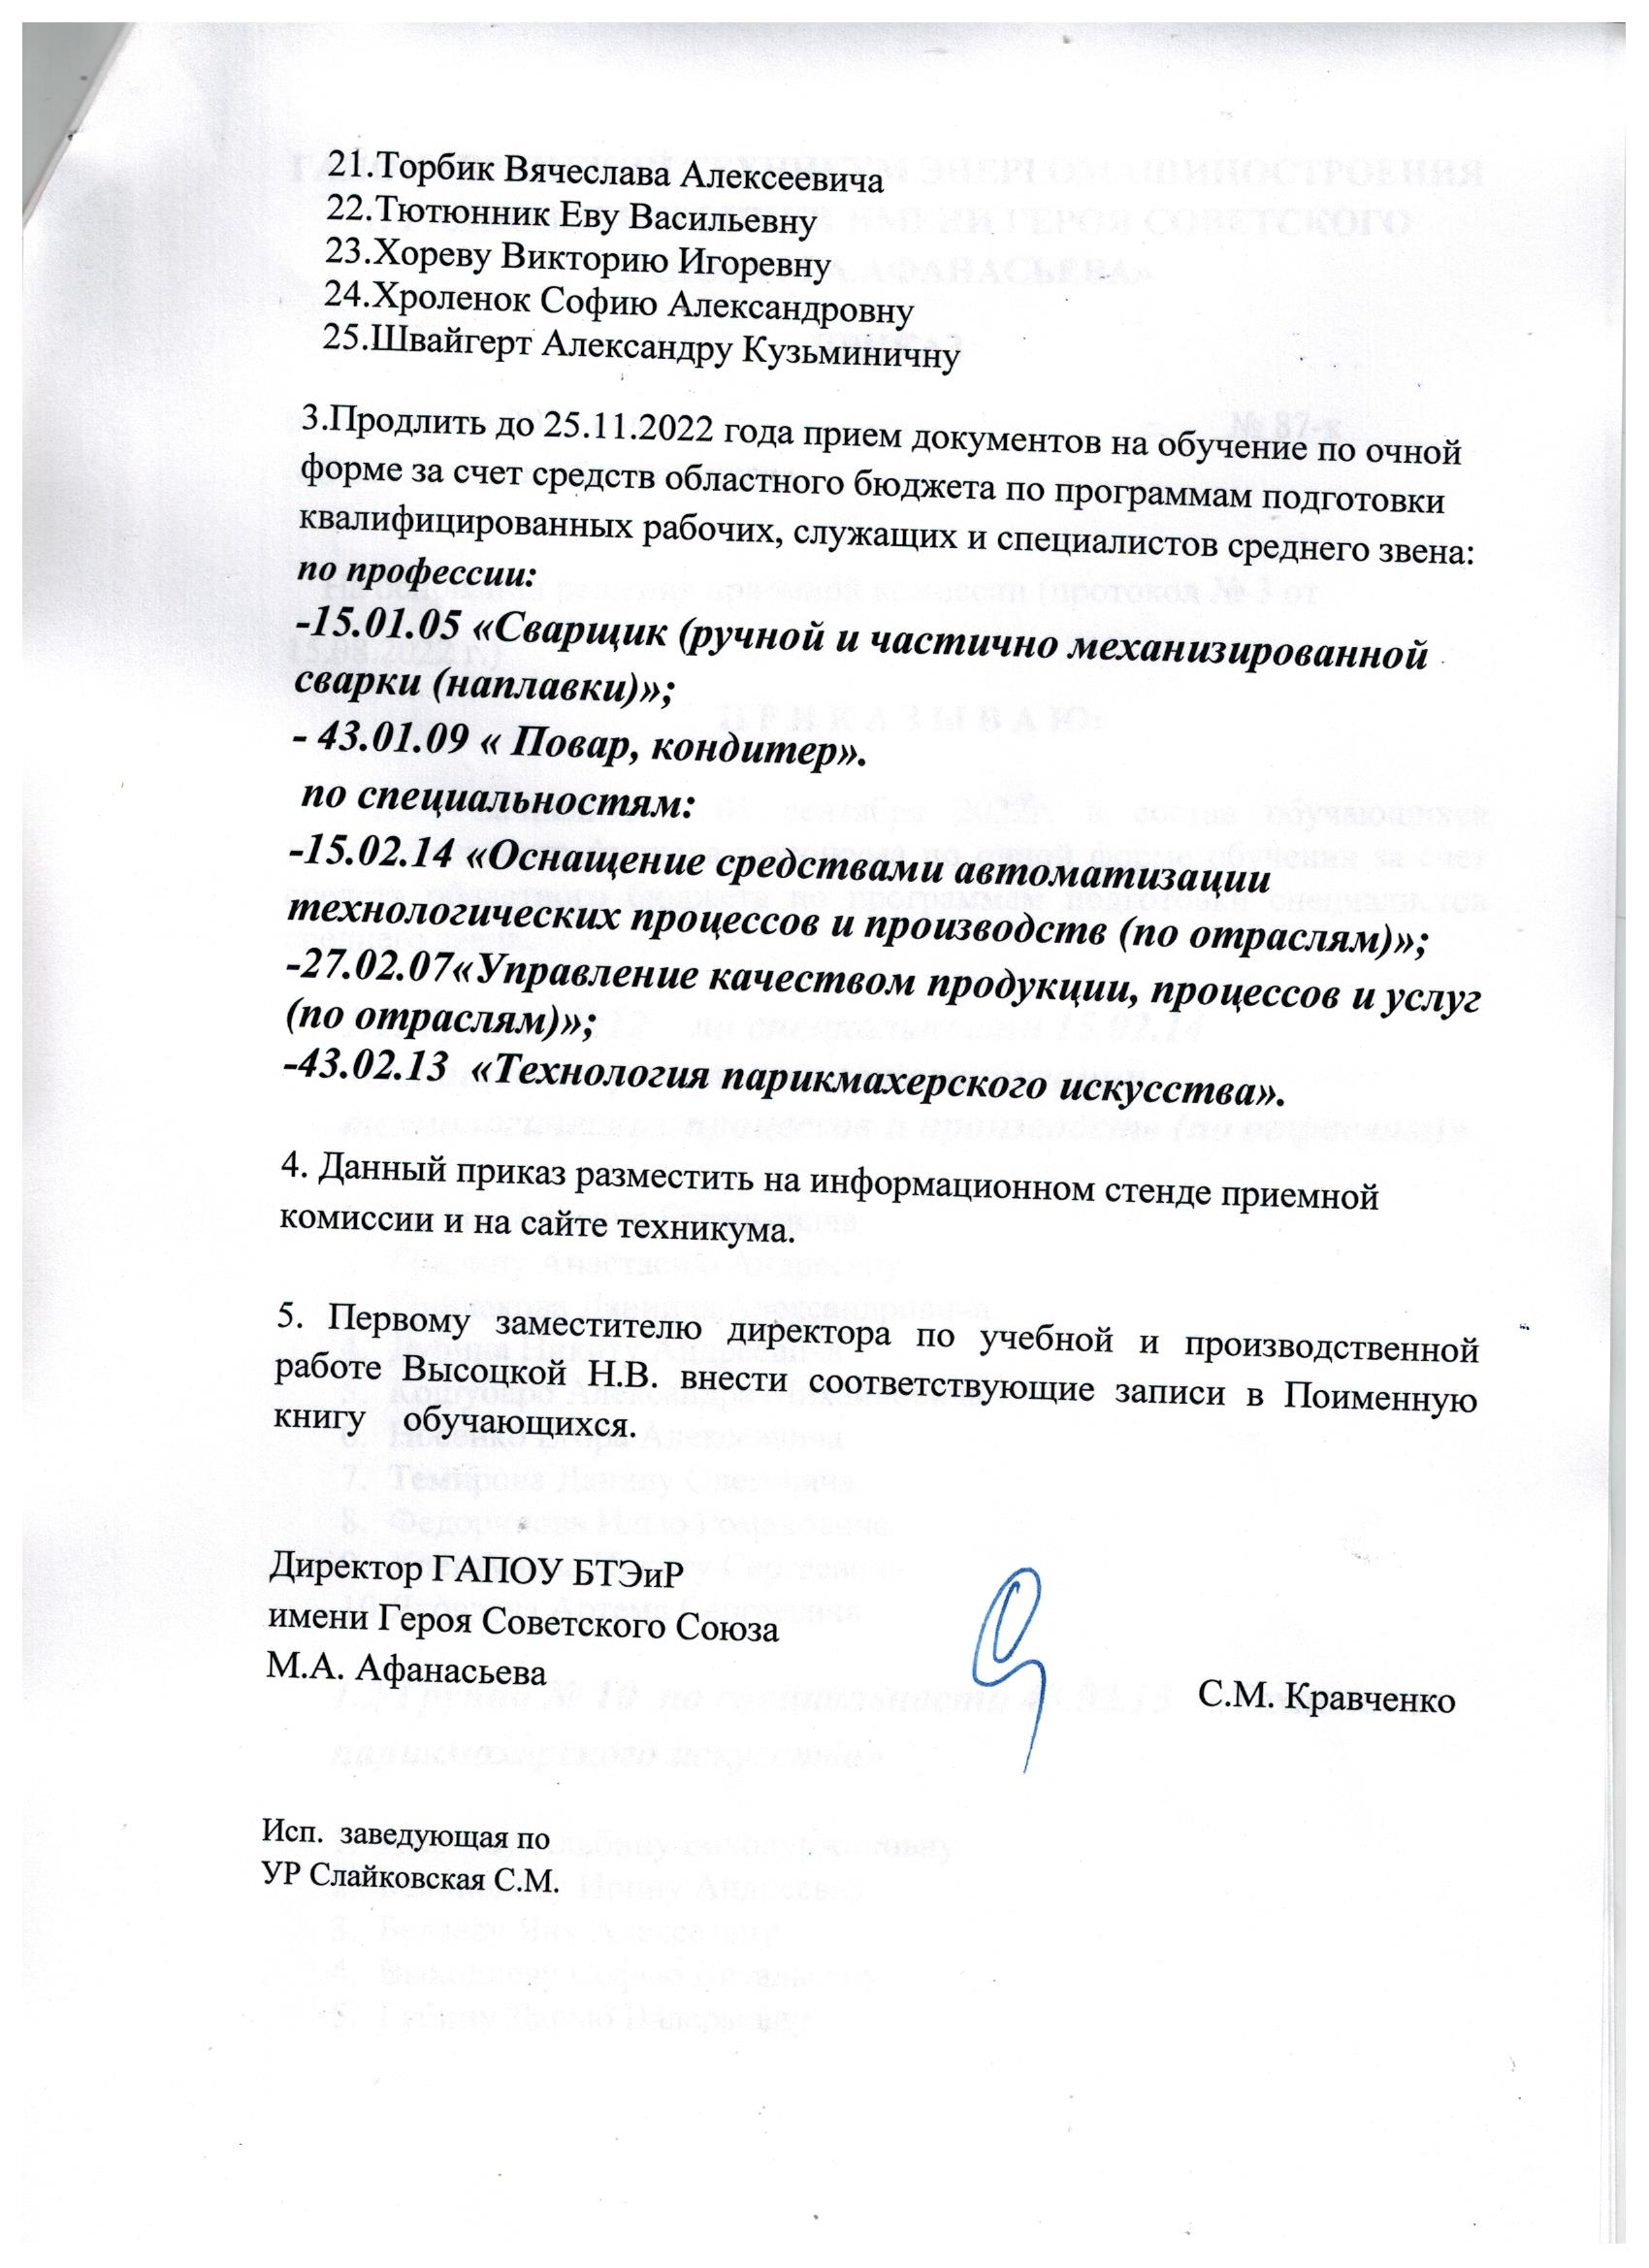 21.Торбик Вячеслава Алексеевича
22.Тютюнник Еву Васильевну
23.Хореву Викторию Игоревну
24.Хроленок Софию Александровну
25.Швайгерт Александру Кузьминичну
3.Продлить до 25.11.2022 года прием документов на обучение по очной
форме за счет средств областного бюджета по программам подготовки
квалифицированных рабочих, служащих и специалистов среднего звена:
по профессии:
-15.01.05 «Сварщик (ручной и частично механизированной
сварки (наплавки)»;
- 43.01.09 « Повар, кондитер».
по специальностям:
-15.02.14 «Оснащение средствами автоматизации
технологических процессов и производств (по отраслям)»;
-27.02.07«Управление качеством продукции, процессов и услуг
(по отраслям)»;
-43.02.13 «Технология парикмахерского искусства».
4. Данный приказ разместить на информационном стенде приемной
комиссии и на сайте техникума.
5. Первому заместителю директора по учебной и производственной
работе Высоцкой Н.В. внести соответствующие записи в Поименную
книгу обучающихся.
Директор ГАПОУ БТЭиР
имени Героя Советского Союза
М.А. Афанасьева
С.М. Кравченко
Исп. заведующая по
УР Слайковская С.М.